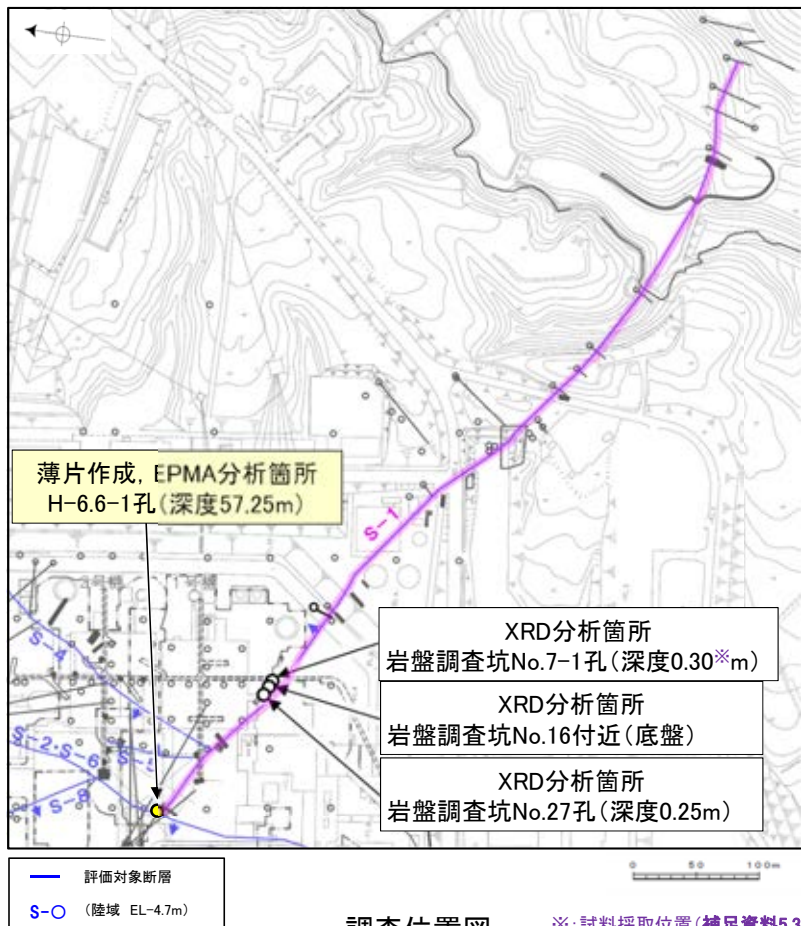 薄片作成, EPMA分析箇所
H-6.6-1孔(深度57.25m)
S-1
XRD分析箇所
岩盤調査坑No.7-1孔(深度0.30※m)
S-4
XRD分析箇所
岩盤調査坑No.16付近(底盤)
S-2・S-6
XRD分析箇所
岩盤調査坑No.27孔(深度0.25m)
S-8
0 50 100m
評価対象断層
S-○ (陸域 EL-4.7m)
調査位置図
※:試料採取位置(補足資料5.3